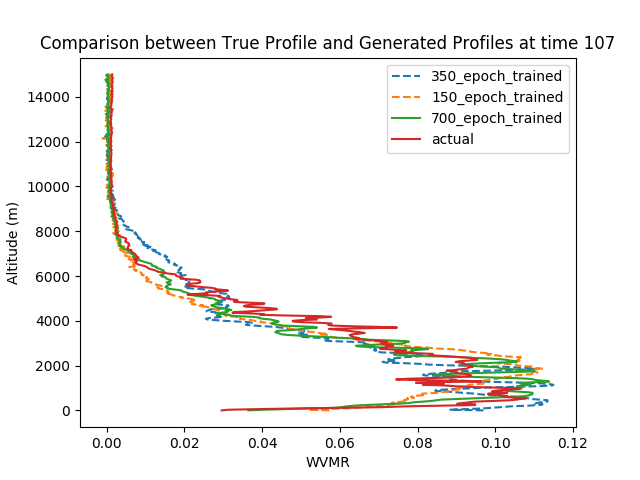 Comparison between True Profile and Generated Profiles at time 107
350_epoch_trained
150_epoch_trained
700_epoch_trained
actual
14000
12000
10000
8000
6000
4000
2000
0
Altitude (m)
0.00 0.02 0.04 0.06 0.08 0.10 0.12
WVMR